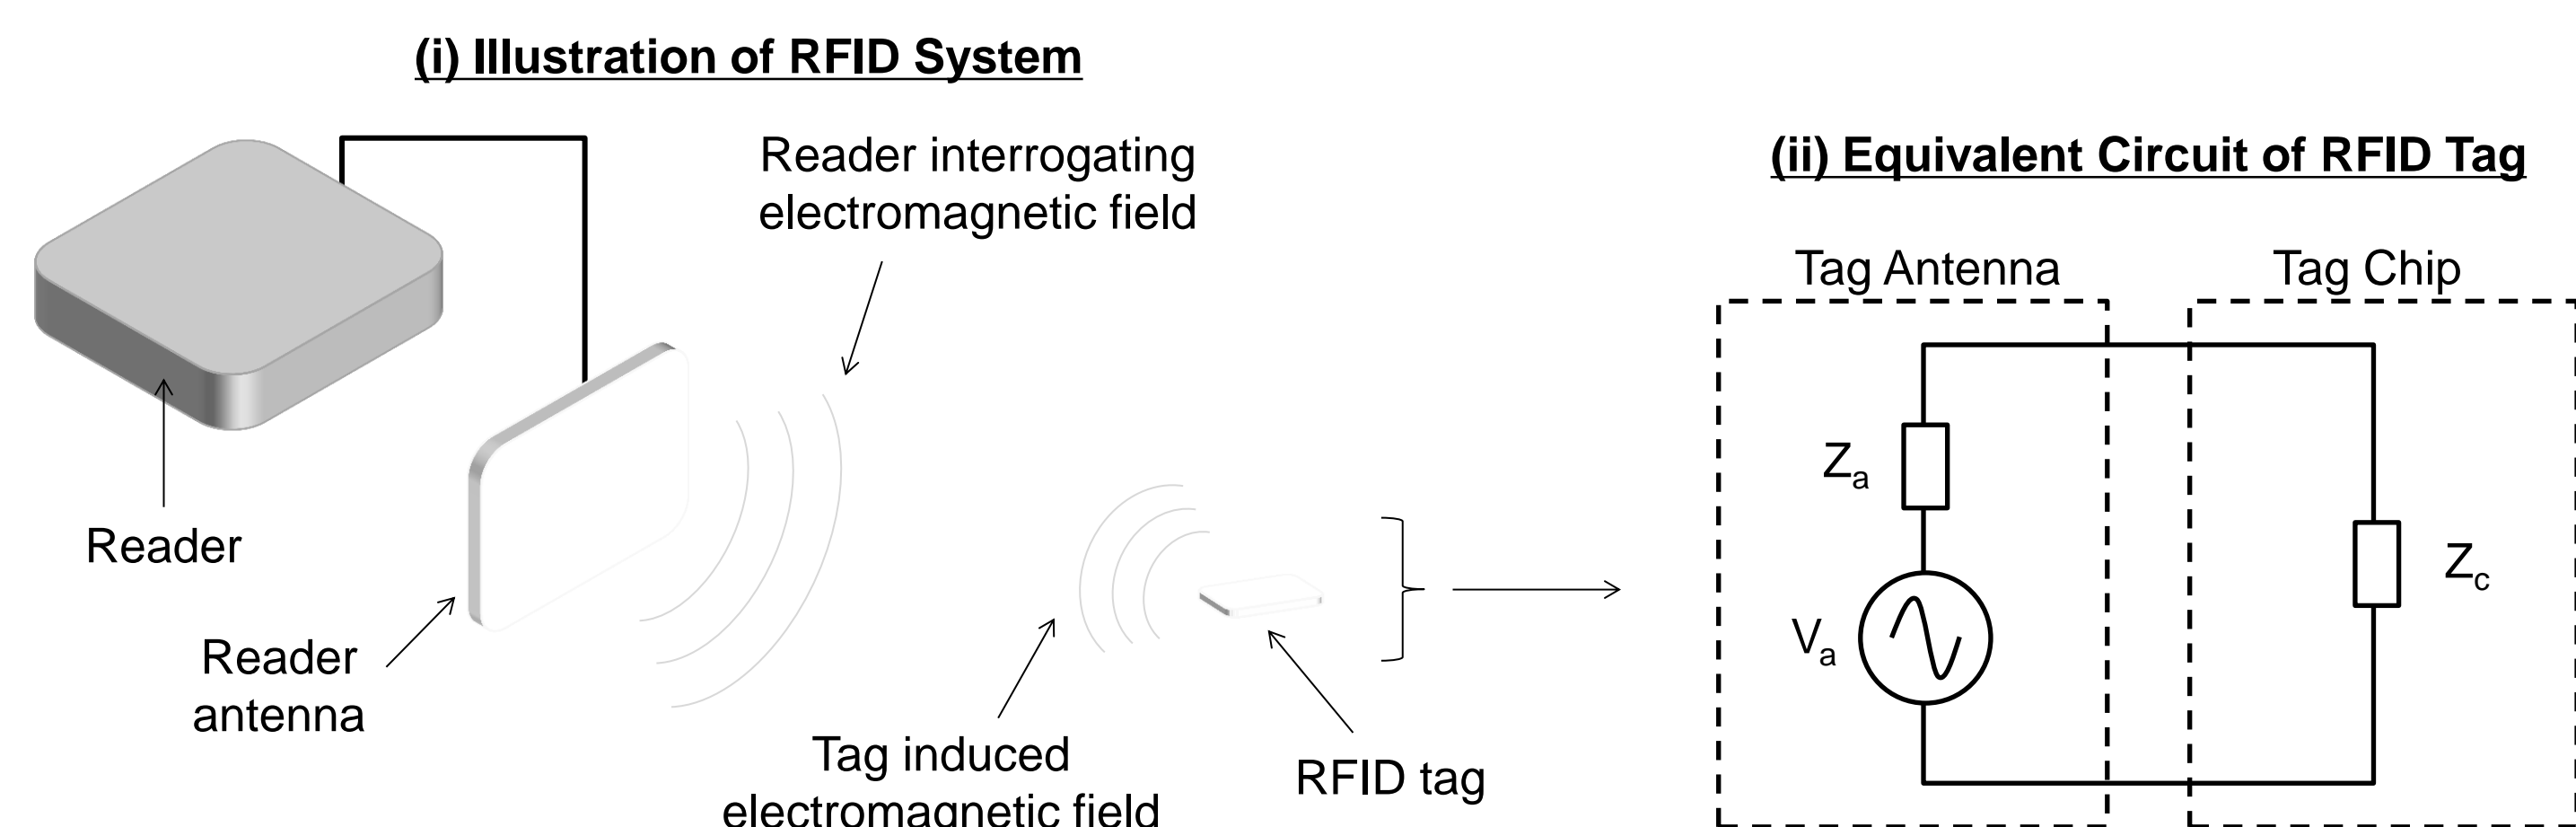 (i) Illustration of RFID System
Reader interrogating
electromagnetic field
Reader
Reader
antenna
Tag induced
electromagnetic field
RFID tag
(ii) Equivalent Circuit of RFID Tag
Tag Antenna
Tag Chip
Za
Va
Zc